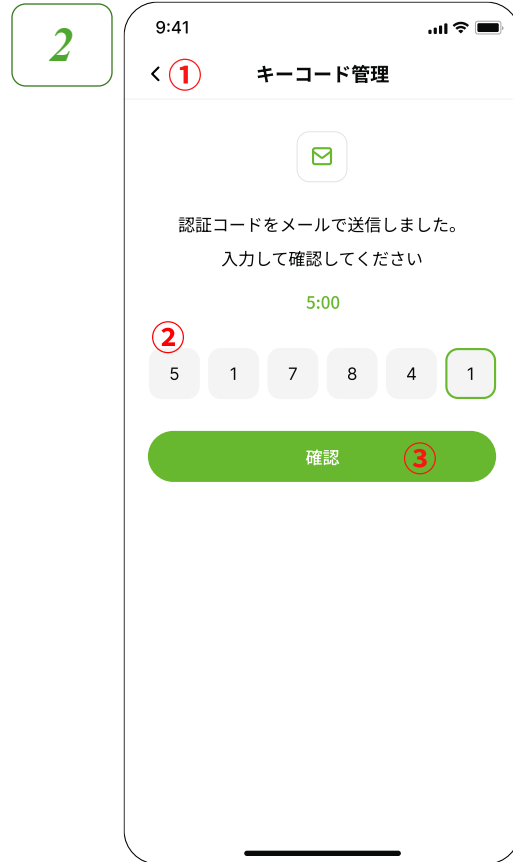 2
9:41
① キーコード管理
認証コードをメールで送信しました。
入力して確認してください
5:00
②
5 1 7 8 4 1
確認 ③